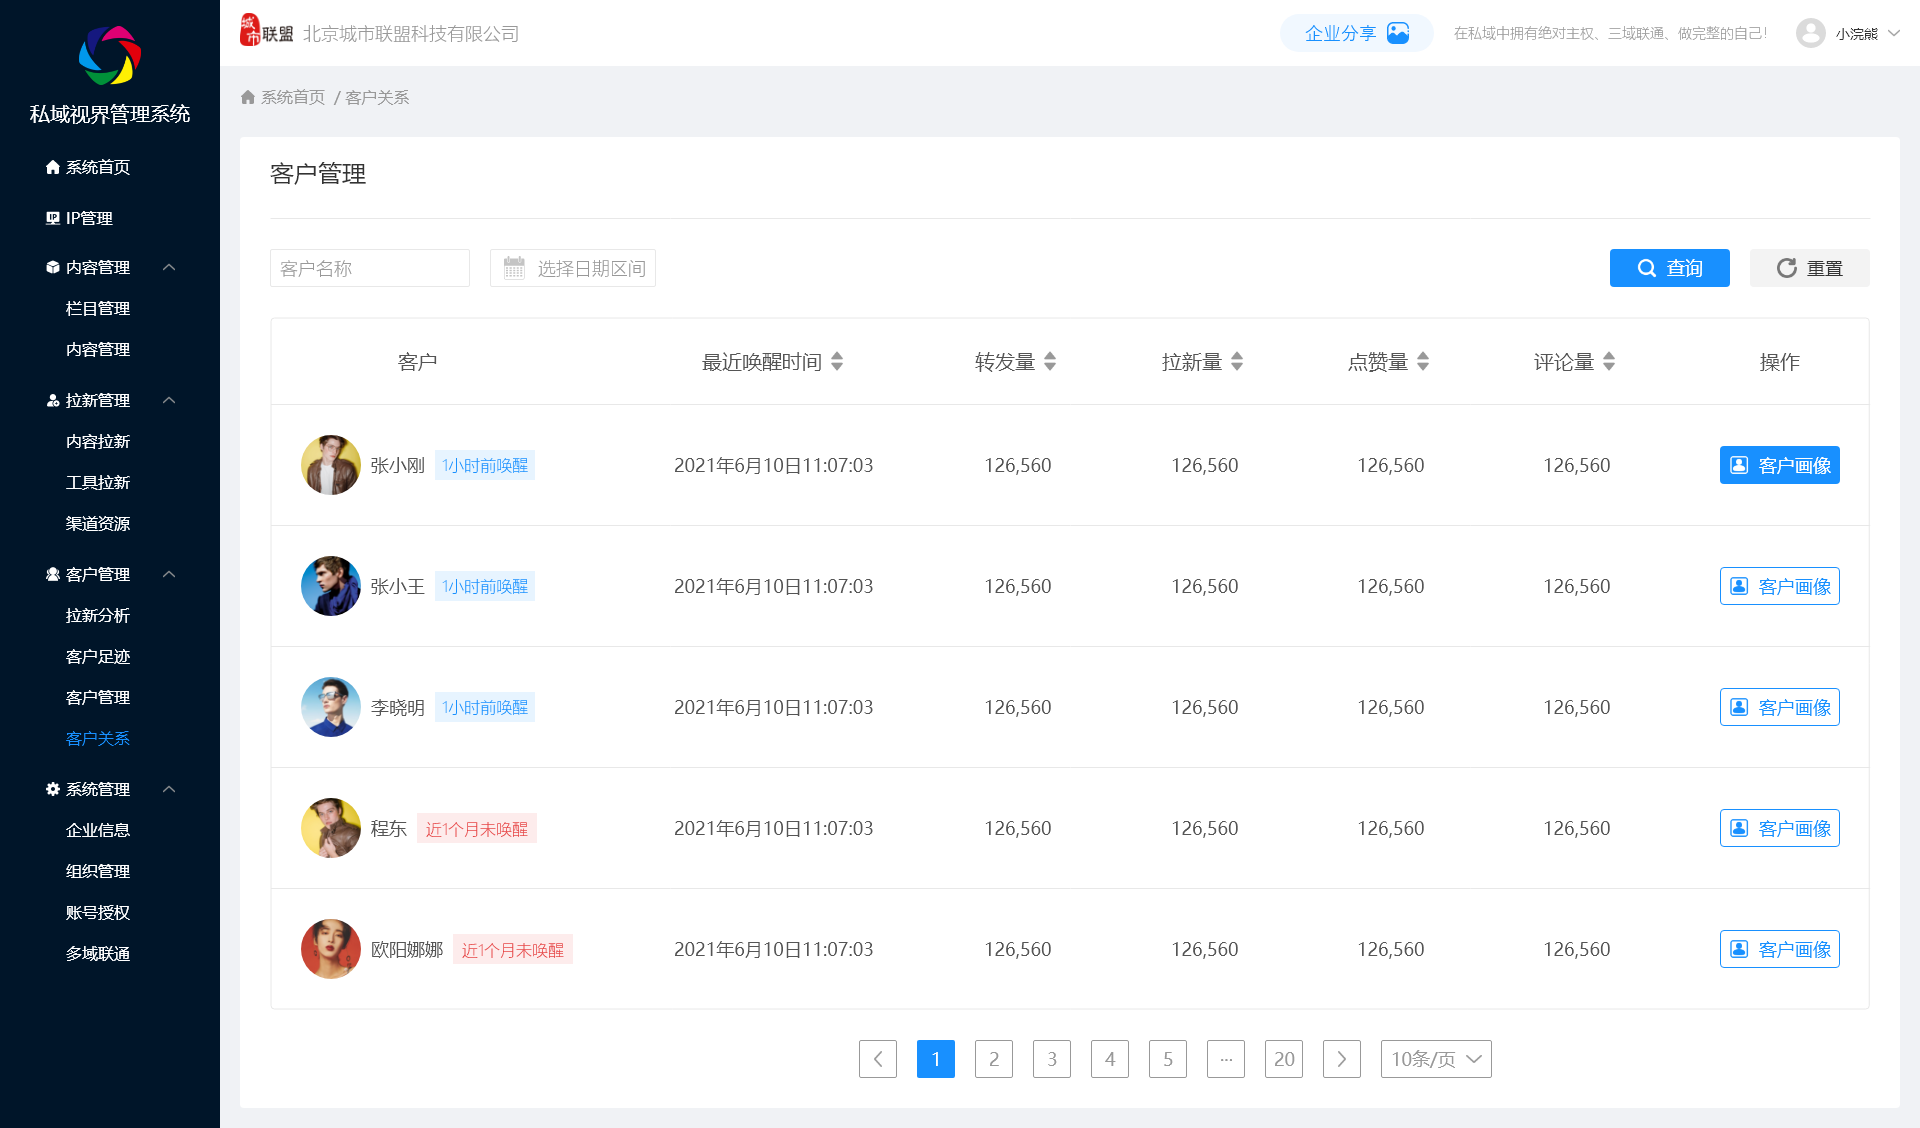 私域视界管理系统
系统首页
IP管理
内容管理
栏目管理
内容管理
拉新管理
内容拉新
工具拉新
渠道资源
客户管理
拉新分析
客户足迹
客户管理
客户关系
系统管理
企业信息
组织管理
账号授权
多域联通
城市联盟 北京城市联盟科技有限公司
企业分享
在私域中拥有绝对主权、三域联通、做完整的自己！
小浣熊
系统首页 / 客户关系
客户管理
客户名称 选择日期区间 查询 重置
客户 最近唤醒时间 转发量 拉新量 点赞量 评论量 操作
张小刚 1小时前唤醒 2021年6月10日11:07:03 126,560 126,560 126,560 126,560 客户画像
张小王 1小时前唤醒 2021年6月10日11:07:03 126,560 126,560 126,560 126,560 客户画像
李晓明 1小时前唤醒 2021年6月10日11:07:03 126,560 126,560 126,560 126,560 客户画像
程东 近1个月未唤醒 2021年6月10日11:07:03 126,560 126,560 126,560 126,560 客户画像
欧阳娜娜 近1个月未唤醒 2021年6月10日11:07:03 126,560 126,560 126,560 126,560 客户画像
1 2 3 4 5 ··· 20 10条/页